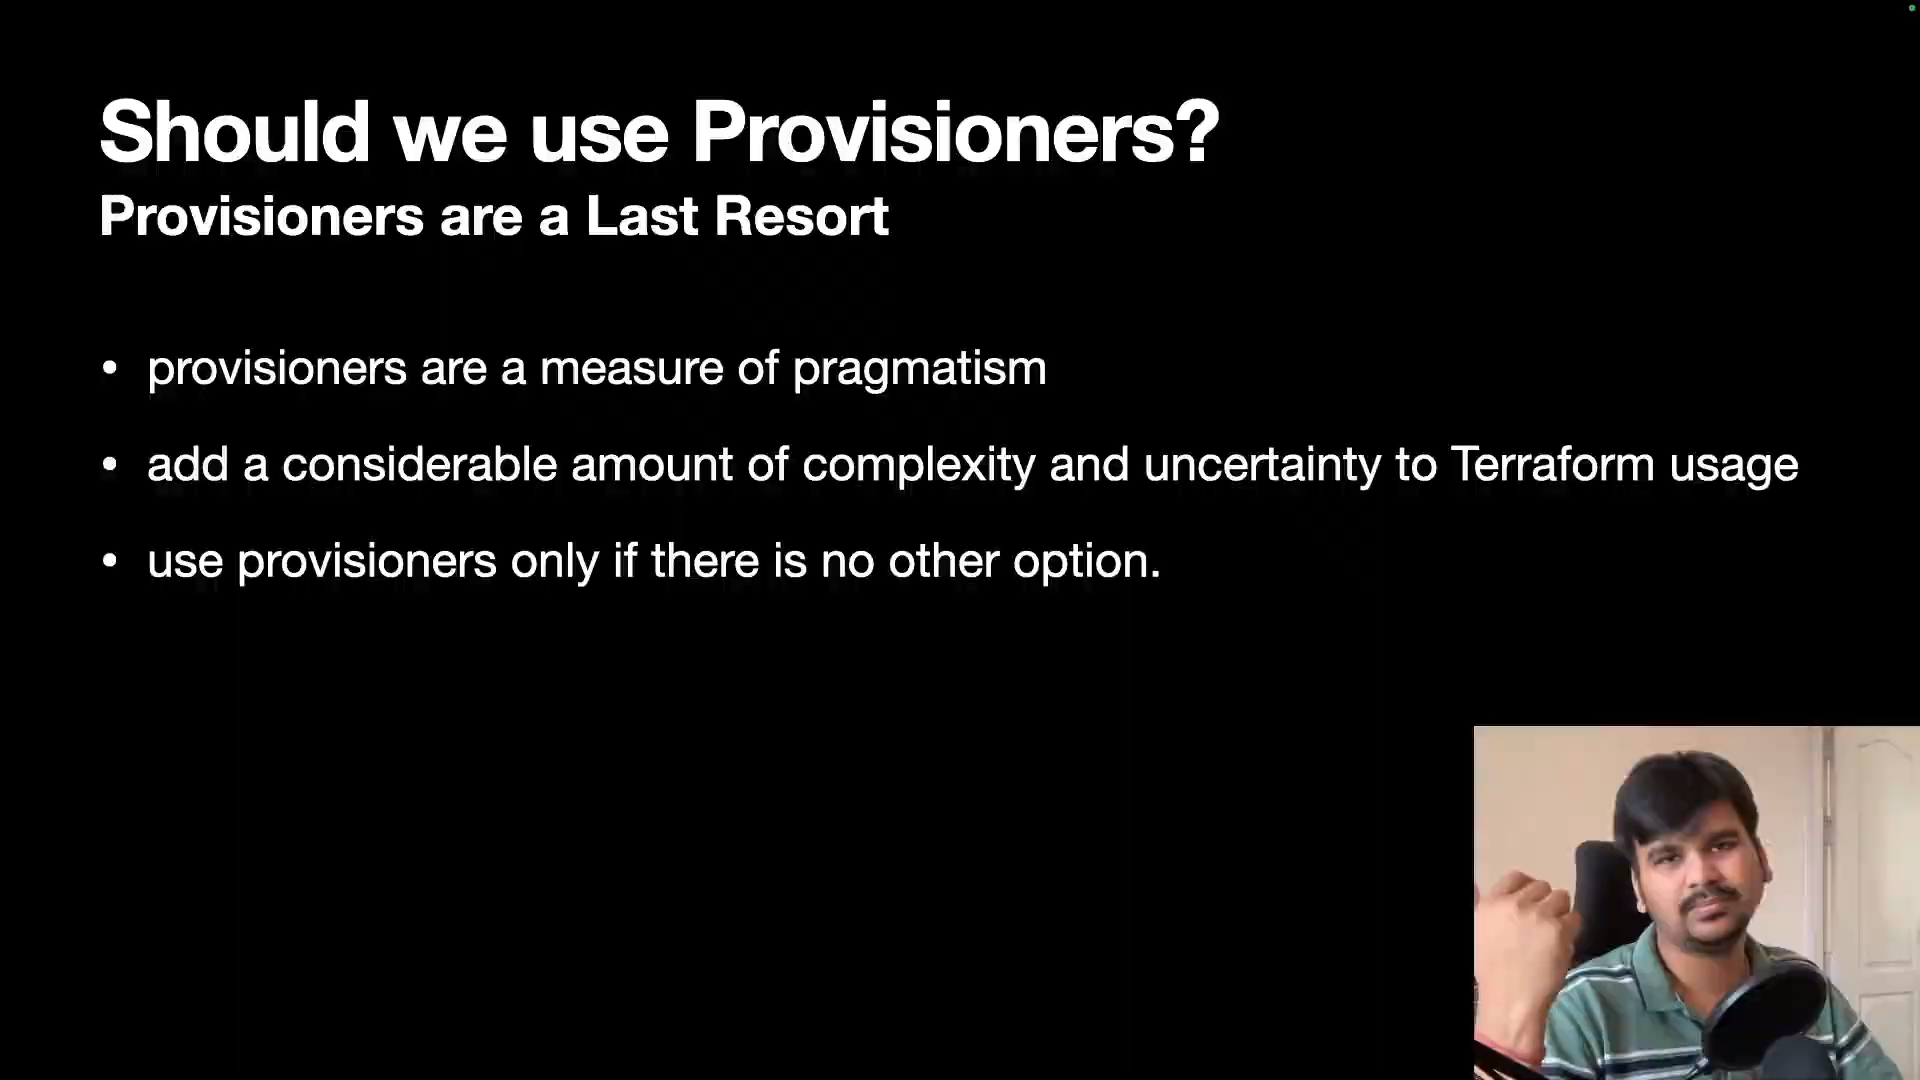 Should we use Provisioners?
Provisioners are a Last Resort
• provisioners are a measure of pragmatism
• add a considerable amount of complexity and uncertainty to Terraform usage
• use provisioners only if there is no other option.